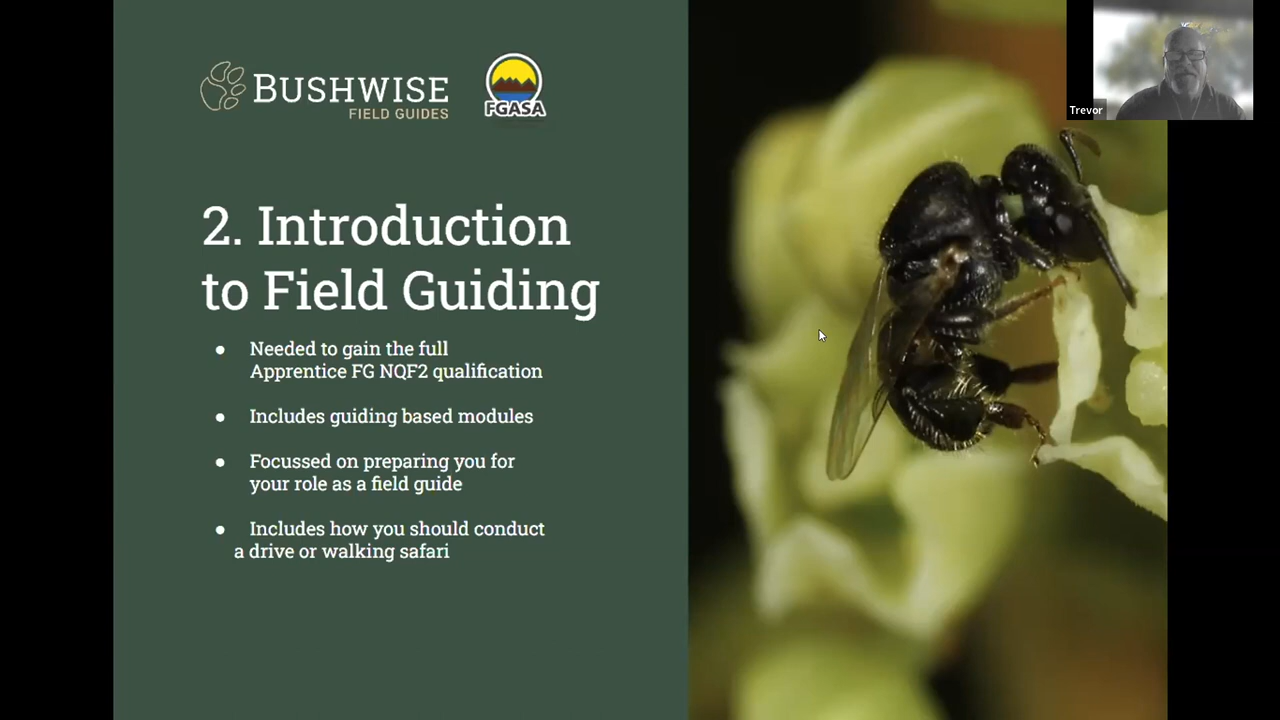 BUSHWISE
FIELD GUIDES
FGASA
Trevor
2. Introduction
to Field Guiding
● Needed to gain the full
Apprentice FG NQF2 qualification
● Includes guiding based modules
● Focussed on preparing you for
your role as a field guide
● Includes how you should conduct
a drive or walking safari